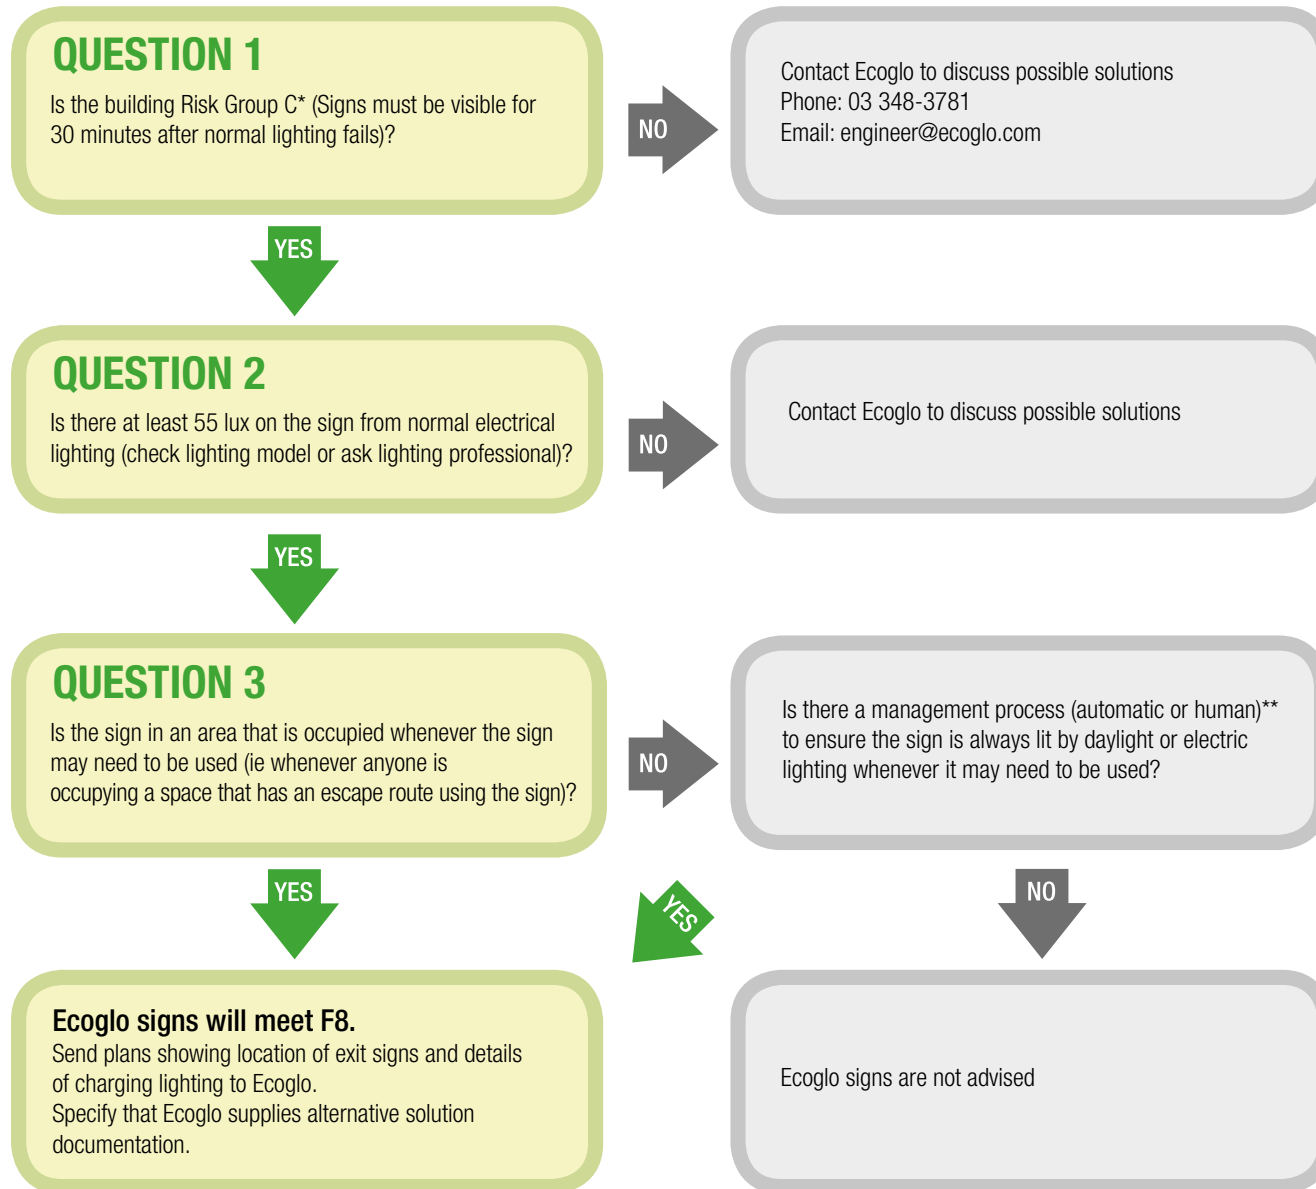 QUESTION 1
Is the building Risk Group C* (Signs must be visible for
30 minutes after normal lighting fails)?
NO
Contact Ecoglo to discuss possible solutions
Phone: 03 348-3781
Email: engineer@ecoglo.com
YES
QUESTION 2
Is there at least 55 lux on the sign from normal electrical
lighting (check lighting model or ask lighting professional)?
NO
Contact Ecoglo to discuss possible solutions
YES
QUESTION 3
Is the sign in an area that is occupied whenever the sign
may need to be used (ie whenever anyone is
occupying a space that has an escape route using the sign)?
NO
Is there a management process (automatic or human)**
to ensure the sign is always lit by daylight or electric
lighting whenever it may need to be used?
YES
YES
NO
Ecoglo signs will meet F8.
Send plans showing location of exit signs and details
of charging lighting to Ecoglo.
Specify that Ecoglo supplies alternative solution
documentation.
Ecoglo signs are not advised